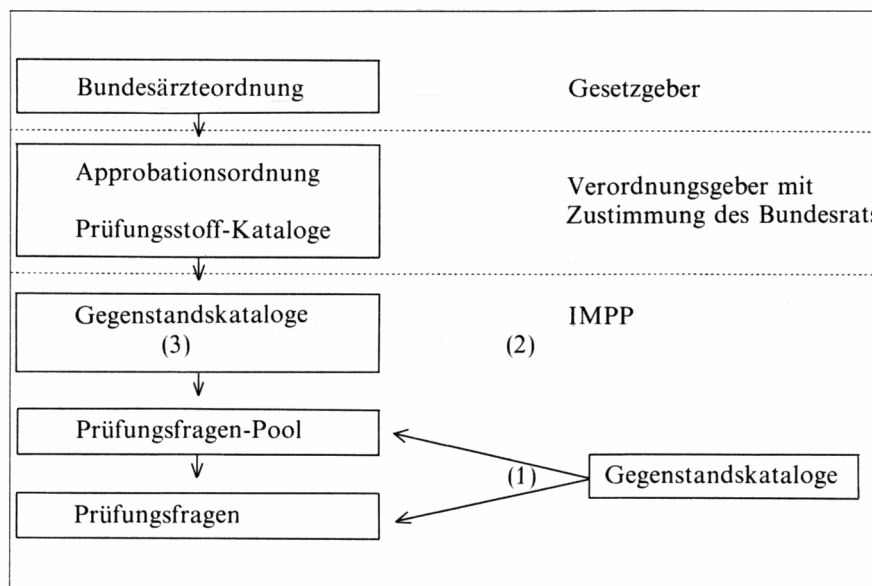 Bundesärzteordnung
Gesetzgeber
Approbationsordnung
Prüfungsstoff-Kataloge
Verordnungsgeber mit
Zustimmung des Bundesrats
Gegenstandskataloge
(3)
(2)
IMPP
Prüfungsfragen-Pool
(1)
Gegenstandskataloge
Prüfungsfragen